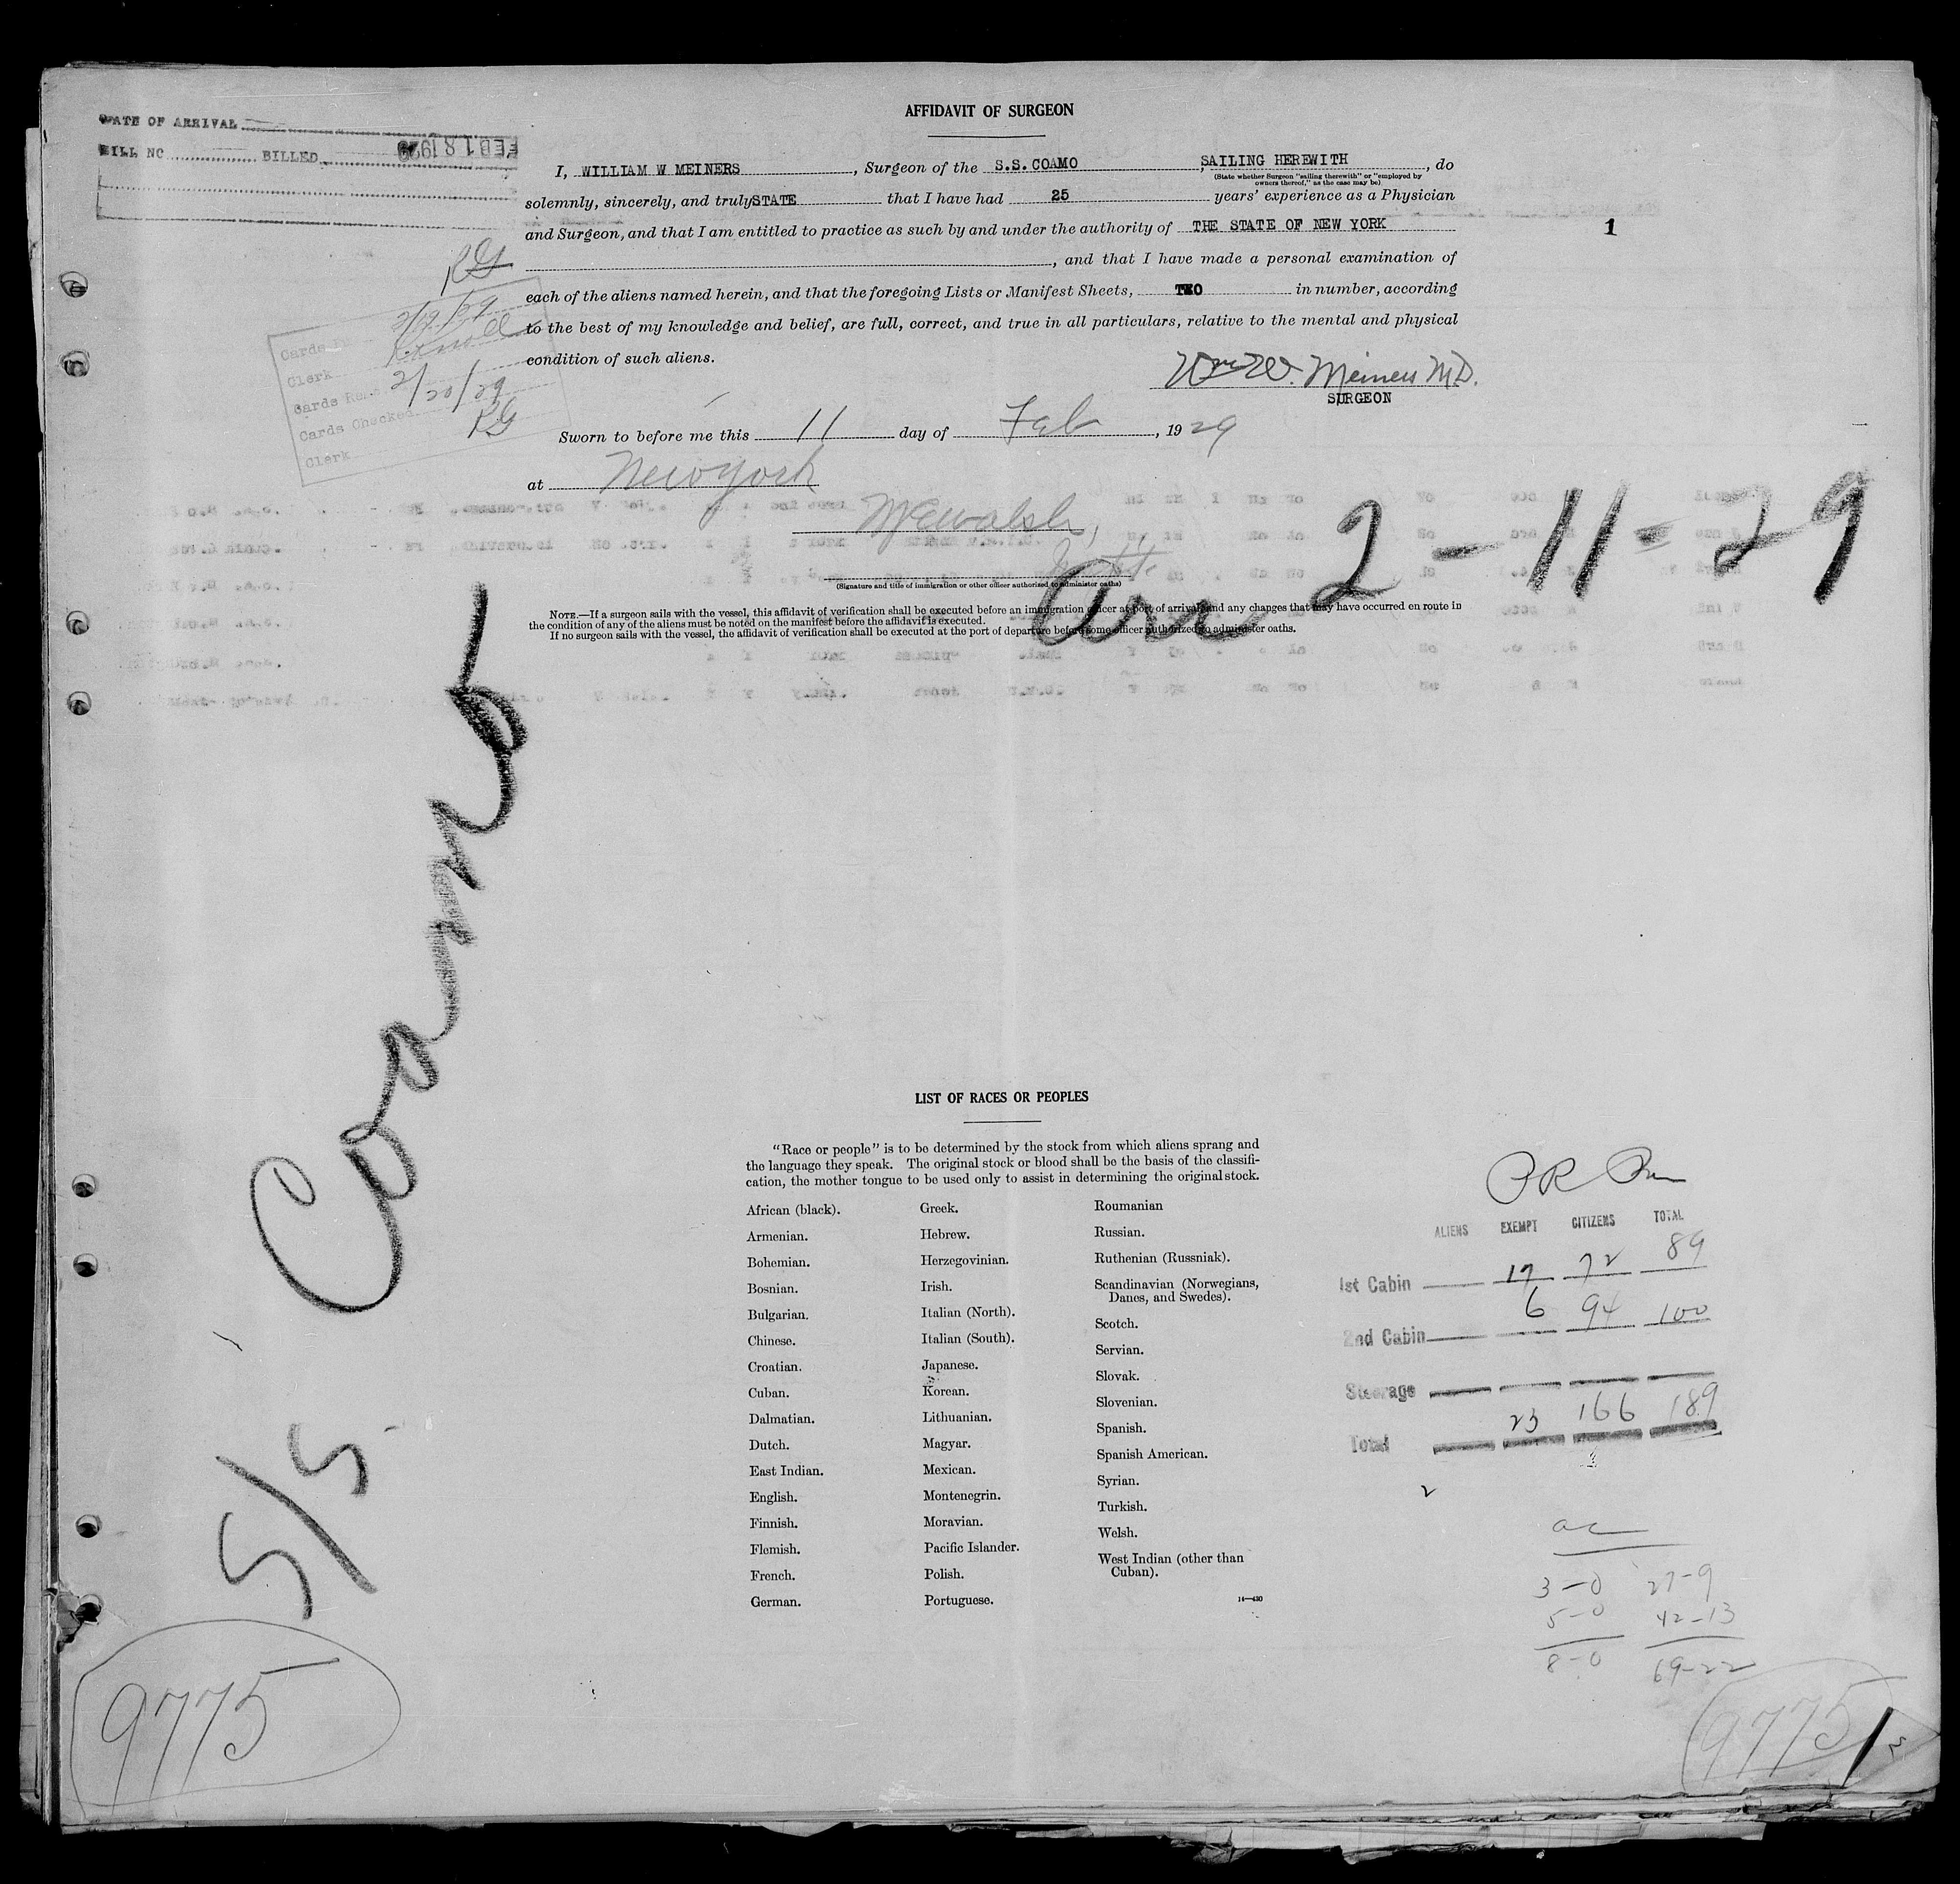 AFFIDAVIT OF SURGEON
DATE OF ARRIVAL
BILL NO. BILLED FEB 18 1929
I, WILLIAM W MEINERS, Surgeon of the S.S.COAMO, SAILING HEREWITH, do
(State whether Surgeon "sailing therewith" or "employed by
owners thereof," as the case may be)
solemnly, sincerely, and truly STATE that I have had 25 years' experience as a Physician
and Surgeon, and that I am entitled to practice as such by and under the authority of THE STATE OF NEW YORK
1
, and that I have made a personal examination of
each of the aliens named herein, and that the foregoing Lists or Manifest Sheets, TWO in number, according
to the best of my knowledge and belief, are full, correct, and true in all particulars, relative to the mental and physical
condition of such aliens.
Wm W. Meiners M.D.
SURGEON
RG
Cards 2/19/29
Clerk
Cards Rec. 2/20/29
Cards Checked RG
Clerk
Sworn to before me this 11 day of Feb, 1929
at New York
(Signature and title of immigration or other officer authorized to administer oaths)
Arr 2-11-29
NOTE.—If a surgeon sails with the vessel, this affidavit of verification shall be executed before an immigration officer at port of arrival and any changes that may have occurred en route in
the condition of any of the aliens must be noted on the manifest before the affidavit is executed.
If no surgeon sails with the vessel, the affidavit of verification shall be executed at the port of departure before some officer authorized to administer oaths.
S/S. Coamo
LIST OF RACES OR PEOPLES
"Race or people" is to be determined by the stock from which aliens sprang and
the language they speak. The original stock or blood shall be the basis of the classifi-
cation, the mother tongue to be used only to assist in determining the original stock.
African (black).
Armenian.
Bohemian.
Bosnian.
Bulgarian.
Chinese.
Croatian.
Cuban.
Dalmatian.
Dutch.
East Indian.
English.
Finnish.
Flemish.
French.
German.
Greek.
Hebrew.
Herzegovinian.
Irish.
Italian (North).
Italian (South).
Japanese.
Korean.
Lithuanian.
Magyar.
Mexican.
Montenegrin.
Moravian.
Pacific Islander.
Polish.
Portuguese.
Roumanian
Russian.
Ruthenian (Russniak).
Scandinavian (Norwegians,
Danes, and Swedes).
Scotch.
Servian.
Slovak.
Slovenian.
Spanish.
Spanish American.
Syrian.
Turkish.
Welsh.
West Indian (other than
Cuban).
14—430
P R
ALIENS EXEMPT CITIZENS TOTAL
1st Cabin 17 72 89
2nd Cabin 6 94 100
Steerage
Total 23 166 189
2
3-0 27-9
5-0 42-13
8-0 69-22
9775
9775